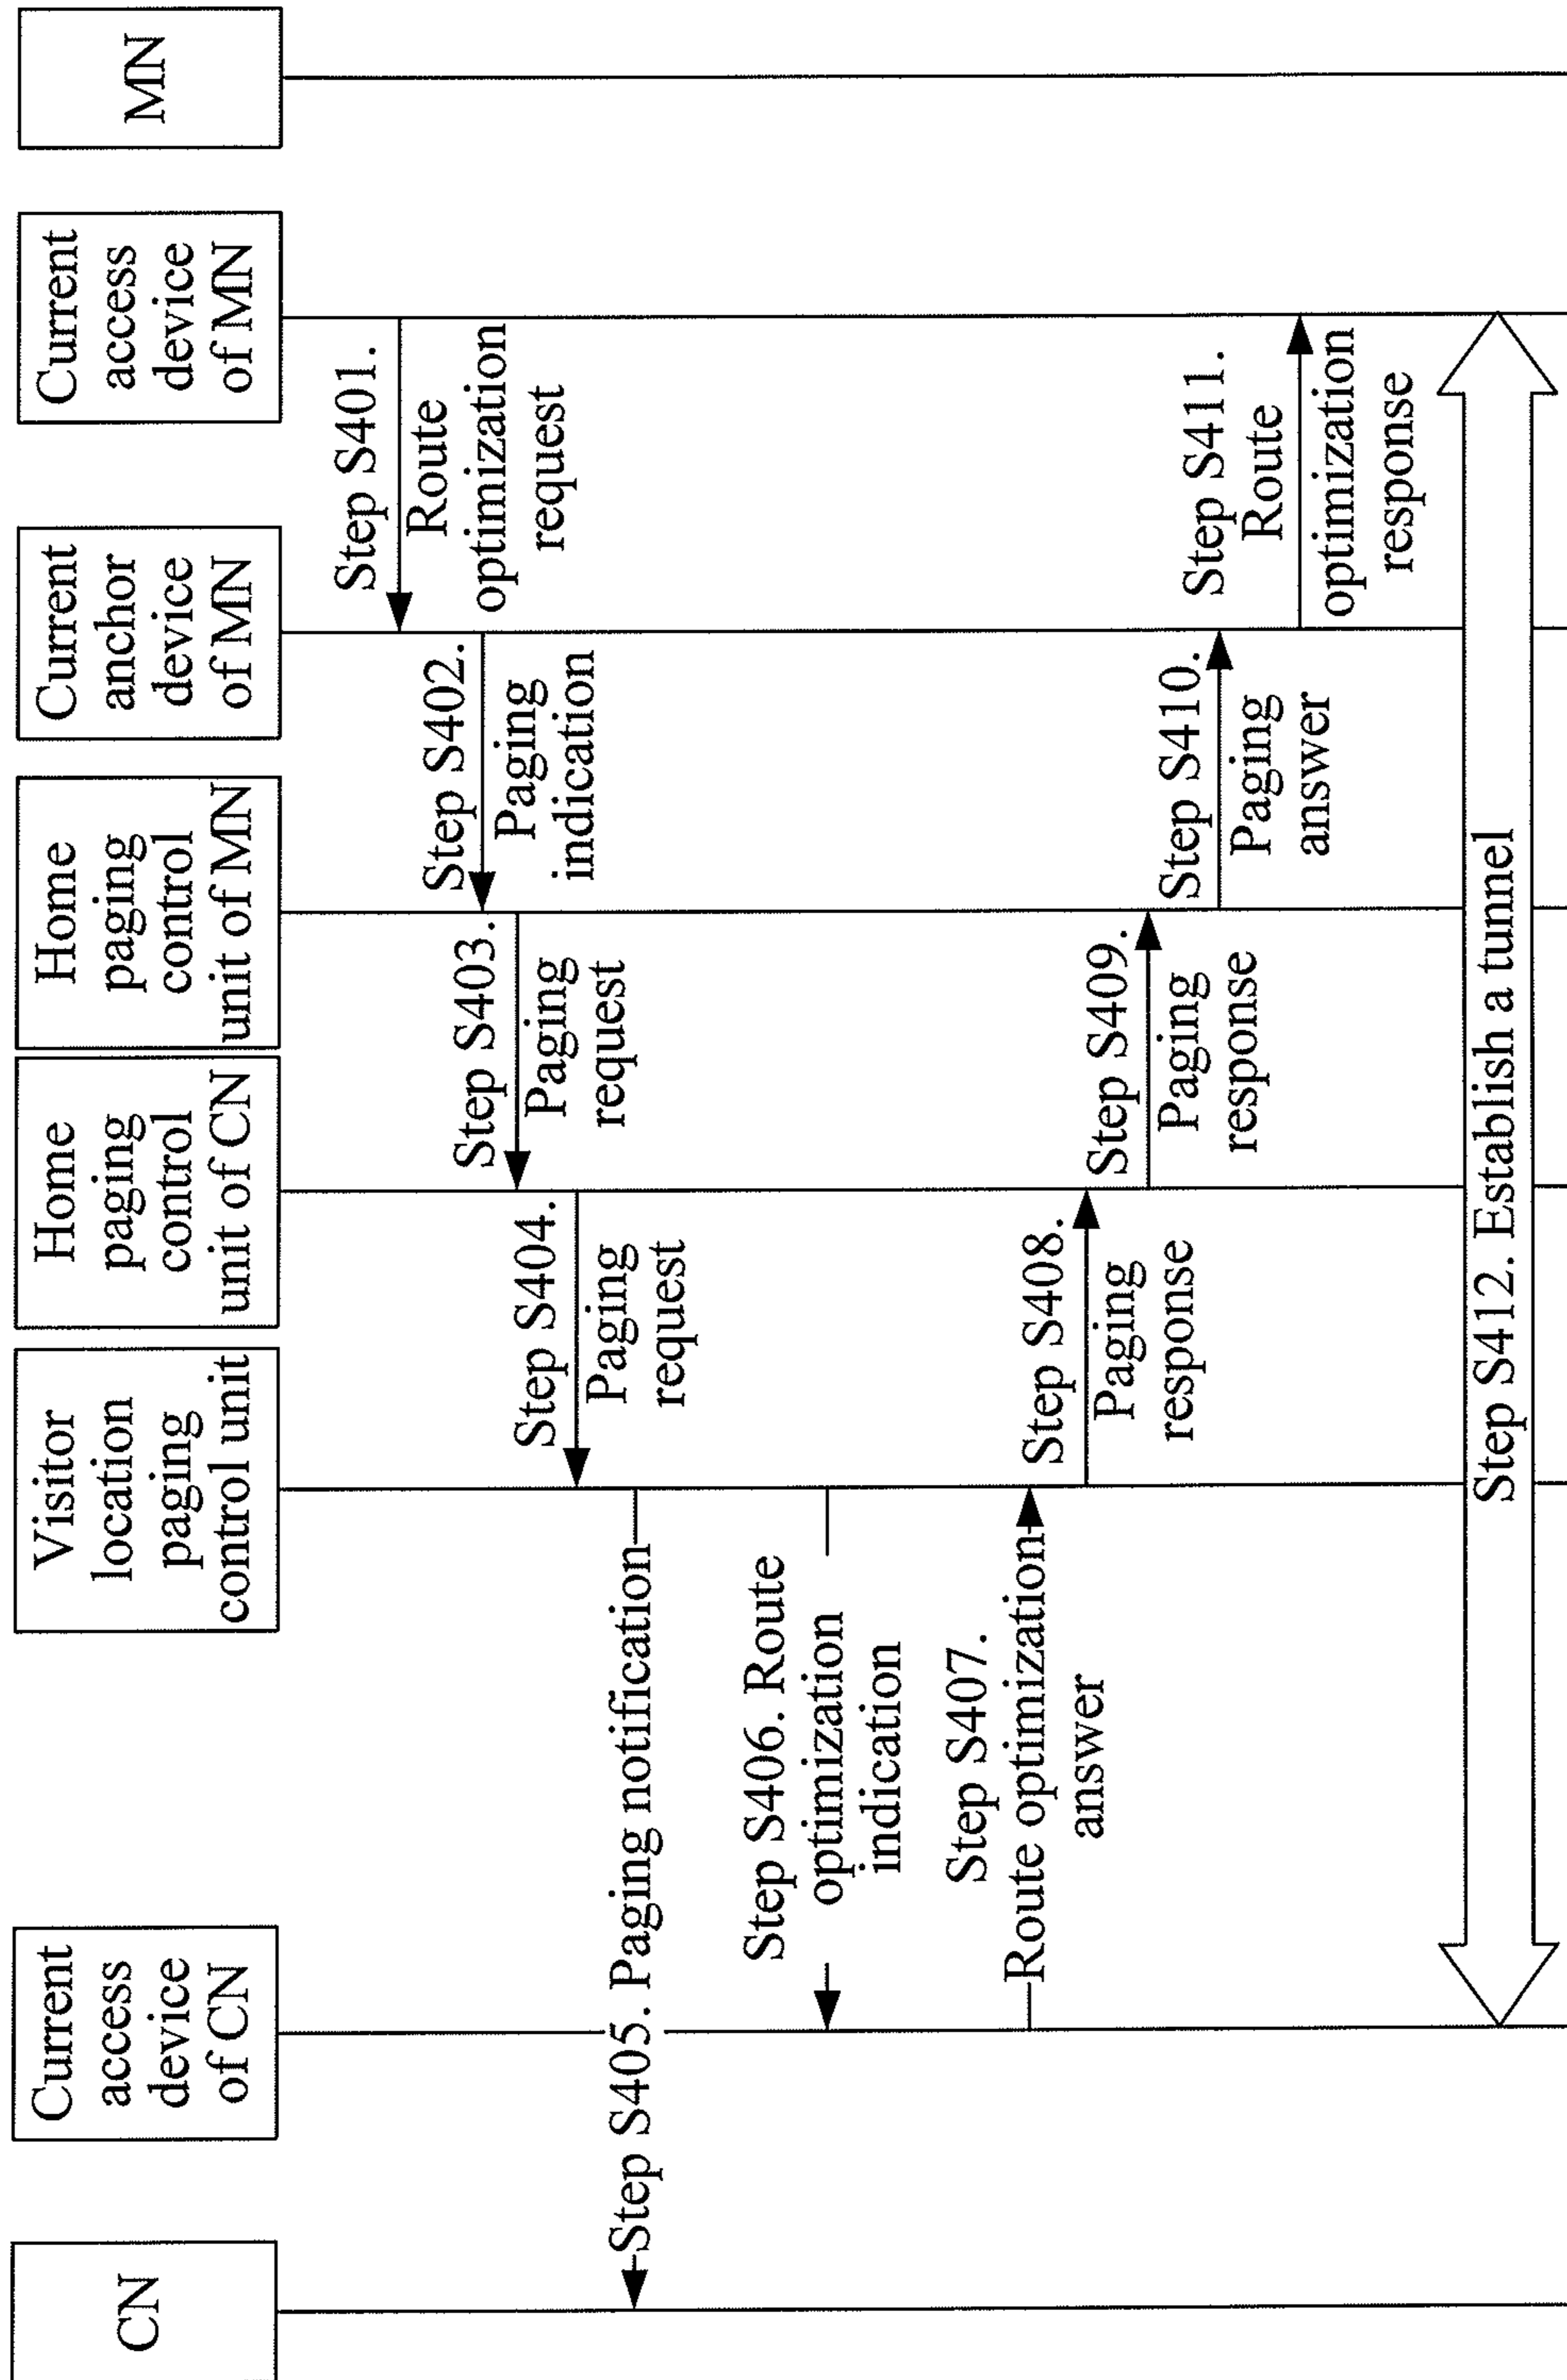 CN
Current
access
device
of CN
Visitor
location
paging
control unit
Home
paging
control
unit of CN
Home
paging
control
unit of MN
Current
anchor
device
of MN
Current
access
device
of MN
MN
Step S401.
Route
optimization
request
Step S402.
Paging
indication
Step S403.
Paging
request
Step S404.
Paging
request
Step S405. Paging notification
Step S406. Route
optimization
indication
Step S407.
Route optimization
answer
Step S408.
Paging
response
Step S409.
Paging
response
Step S410.
Paging
answer
Step S411.
Route
optimization
response
Step S412. Establish a tunnel